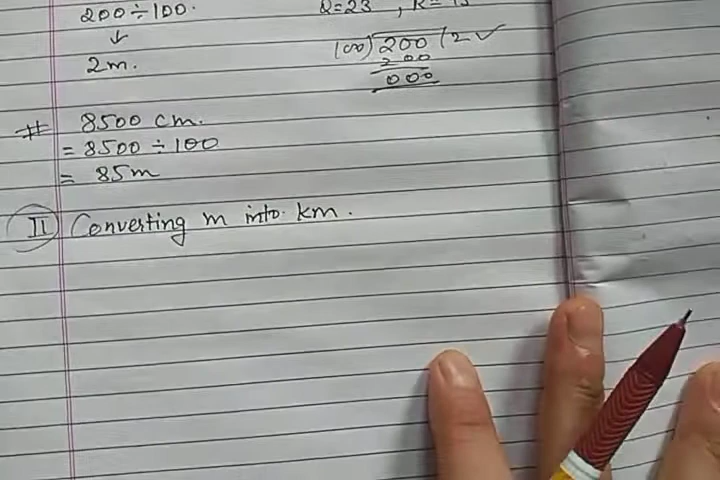 200÷100.
↓
2m.
100) 200 (2 ✓
200
000
# 8500 cm.
= 8500 ÷ 100
= 85m
II Converting m into km.